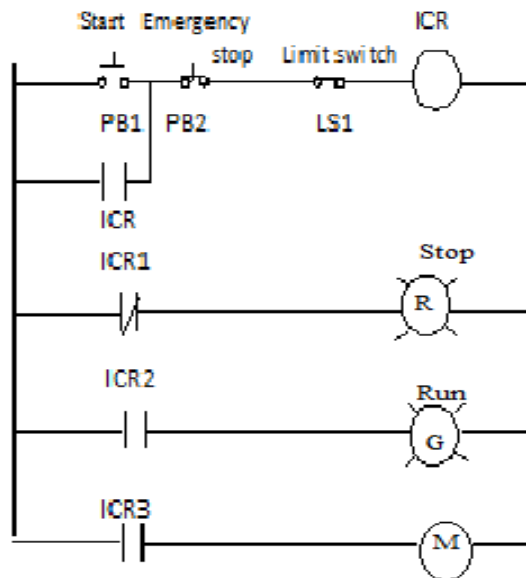 Start Emergency stop
ICR
Limit switch
PB1
PB2
LS1
ICR
ICR1
Stop
R
ICR2
Run
G
ICR3
M